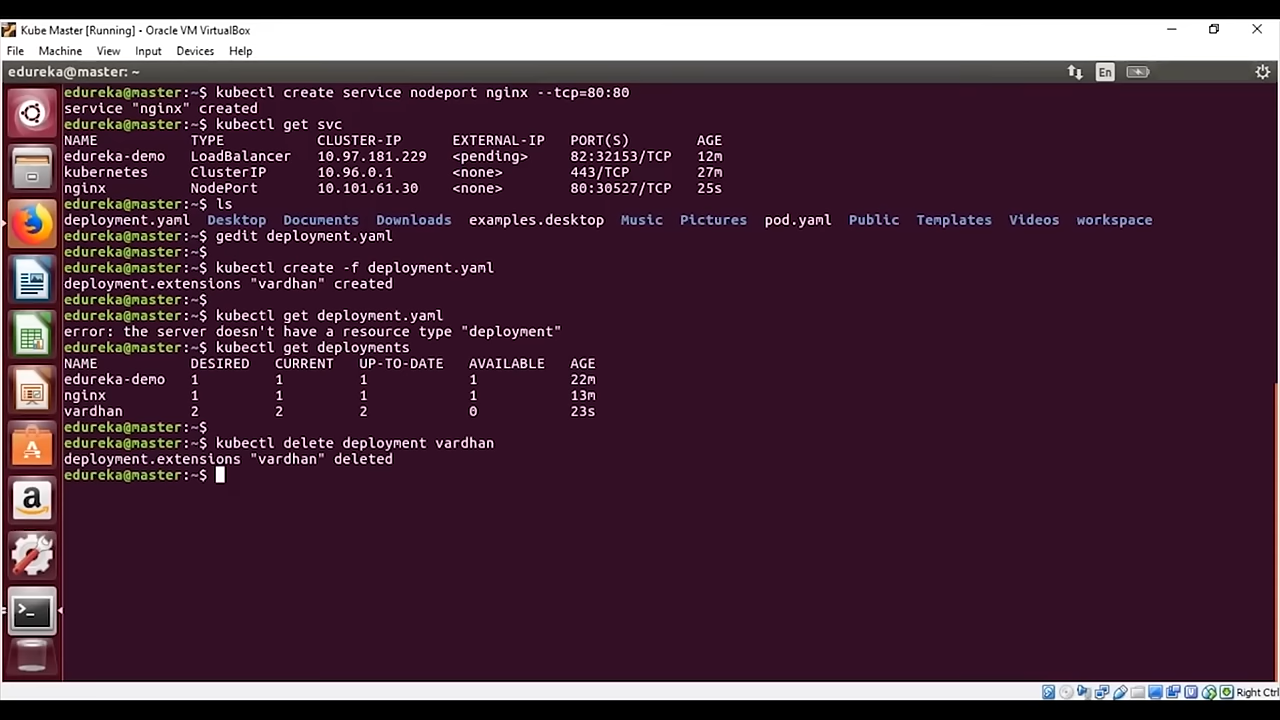 Kube Master [Running] - Oracle VM VirtualBox
File Machine View Input Devices Help
edureka@master: ~
En
edureka@master:~$ kubectl create service nodeport nginx --tcp=80:80
service "nginx" created
edureka@master:~$ kubectl get svc
NAME TYPE CLUSTER-IP EXTERNAL-IP PORT(S) AGE
edureka-demo LoadBalancer 10.97.181.229 <pending> 82:32153/TCP 12m
kubernetes ClusterIP 10.96.0.1 <none> 443/TCP 27m
nginx NodePort 10.101.61.30 <none> 80:30527/TCP 25s
edureka@master:~$ ls
deployment.yaml Desktop Documents Downloads examples.desktop Music Pictures pod.yaml Public Templates Videos workspace
edureka@master:~$ gedit deployment.yaml
edureka@master:~$
edureka@master:~$ kubectl create -f deployment.yaml
deployment.extensions "vardhan" created
edureka@master:~$
edureka@master:~$ kubectl get deployment.yaml
error: the server doesn't have a resource type "deployment"
edureka@master:~$ kubectl get deployments
NAME DESIRED CURRENT UP-TO-DATE AVAILABLE AGE
edureka-demo 1 1 1 1 22m
nginx 1 1 1 1 13m
vardhan 2 2 2 0 23s
edureka@master:~$
edureka@master:~$ kubectl delete deployment vardhan
deployment.extensions "vardhan" deleted
edureka@master:~$
Right Ctrl